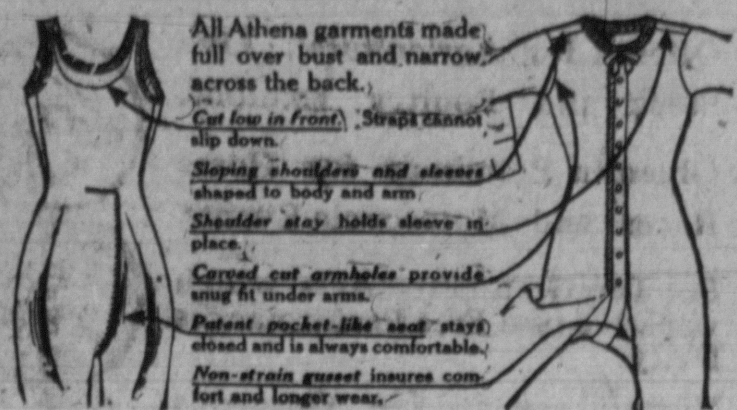 All Athena garments made
full over bust and narrow
across the back.
Cut low in front. Straps cannot
slip down.
Sloping shoulders and sleeves
shaped to body and arm
Shoulder stay holds sleeve in
place.
Carved cut armholes provide
snug fit under arms.
Patent pocket-like seat stays
closed and is always comfortable.
Non-strain gusset insures com-
fort and longer wear.